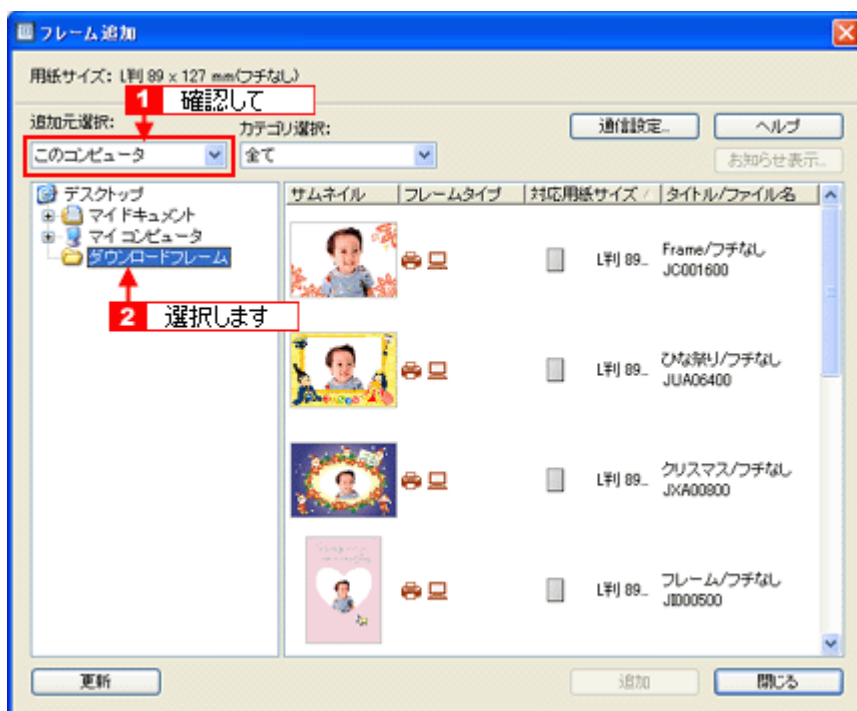 フレーム追加
用紙サイズ: L判 89 x 127 mm(フチなし)
1 確認して
追加元選択:
カテゴリ選択:
通信設定...
ヘルプ
このコンピュータ
全て
お知らせ表示...
デスクトップ
マイドキュメント
マイ コンピュータ
ダウンロードフレーム
2 選択します
サムネイル フレームタイプ 対応用紙サイズ タイトル/ファイル名
L判 89... Frame/フチなし
JC001600
L判 89... ひな祭り/フチなし
JUA06400
L判 89... クリスマス/フチなし
JXA00800
L判 89... フレーム/フチなし
JID00500
更新
追加
閉じる